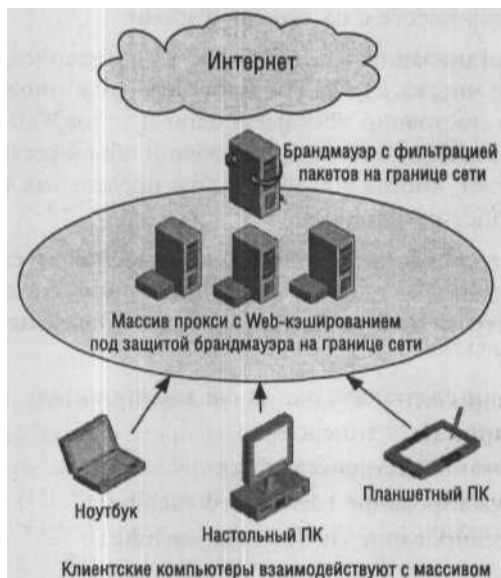 Интернет
Брандмауэр с фильтрацией
пакетов на границе сети
Массив прокси с Web-кэшированием
под защитой брандмауэра на границе сети
Ноутбук
Настольный ПК
Планшетный ПК
Клиентские компьютеры взаимодействуют с массивом